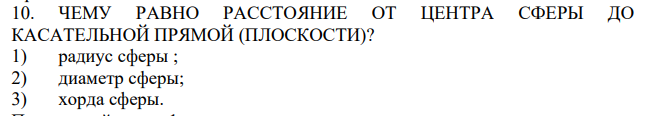 10. ЧЕМУ РАВНО РАССТОЯНИЕ ОТ ЦЕНТРА СФЕРЫ ДО
КАСАТЕЛЬНОЙ ПРЯМОЙ (ПЛОСКОСТИ)?
1) радиус сферы ;
2) диаметр сферы;
3) хорда сферы.